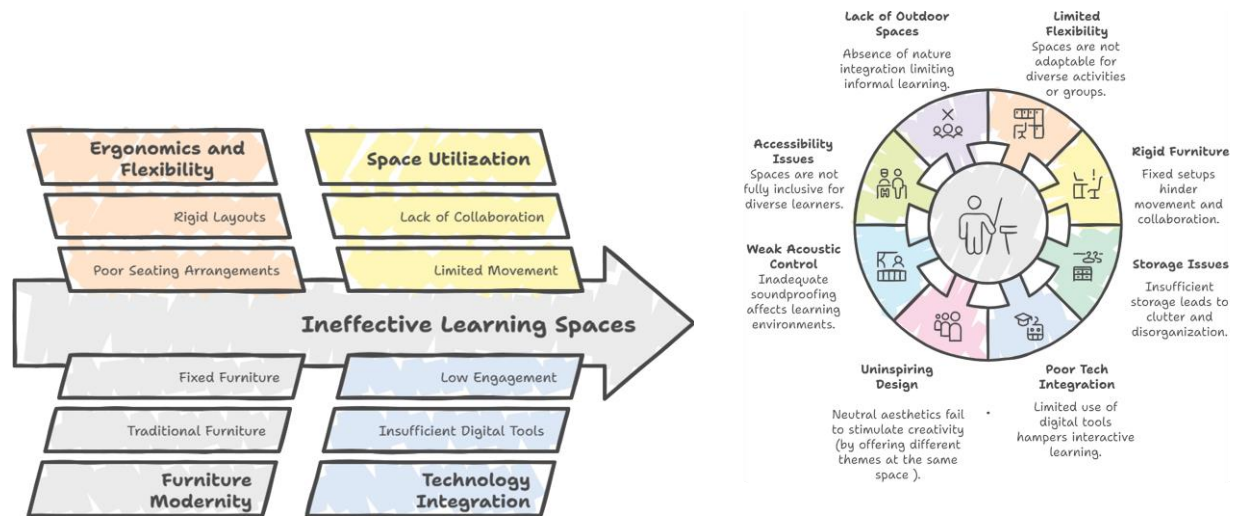 Ergonomics and
Flexibility
Rigid Layouts
Poor Seating Arrangements
Space Utilization
Lack of Collaboration
Limited Movement
Ineffective Learning Spaces
Fixed Furniture
Traditional Furniture
Furniture
Modernity
Low Engagement
Insufficient Digital Tools
Technology
Integration
Lack of Outdoor
Spaces
Absence of nature
integration limiting
informal learning.
Limited
Flexibility
Spaces are not
adaptable for
diverse activities
or groups.
Accessibility
Issues
Spaces are not
fully inclusive for
diverse learners.
Rigid Furniture
Fixed setups
hinder
movement and
collaboration.
Weak Acoustic
Control
Inadequate
soundproofing
affects learning
environments.
Storage Issues
Insufficient
storage leads to
clutter and
disorganization.
Uninspiring
Design
Neutral aesthetics fail
to stimulate creativity
(by offering different
themes at the same
space ).
Poor Tech
Integration
Limited use of
digital tools
hampers interactive
learning.